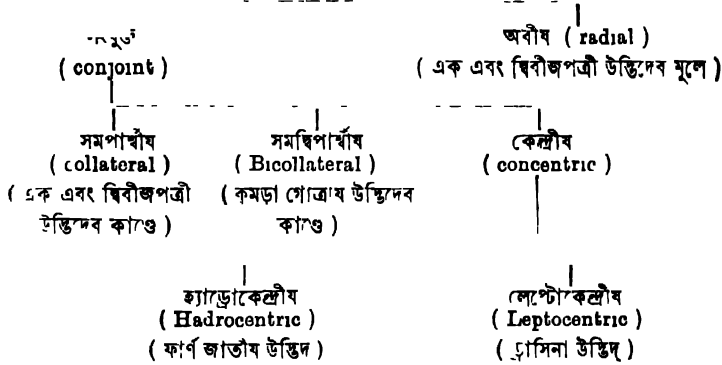 অবীষ ( radial )
( conjoint )
( এক এবং দ্বিবীজপত্রী উদ্ভিদেব মূলে )
সমপার্শ্বীয সমদ্বিপার্শ্বীয কেন্দ্রীয
( collateral ) ( Bicollateral ) ( concentric )
( এক এবং দ্বিবীজপত্রী ( কুমড়া গোত্রায উদ্ভিদেব
উদ্ভিদেব কাণ্ডে ) কাণ্ডে )
হ্যাড্রোকেন্দ্রীয লেপ্টোকেন্দ্রীয
( Hadrocentric ) ( Leptocentric )
( ফার্ণ জাতীয উদ্ভিদ ) ( ড্রাসিনা উদ্ভিদ্ )